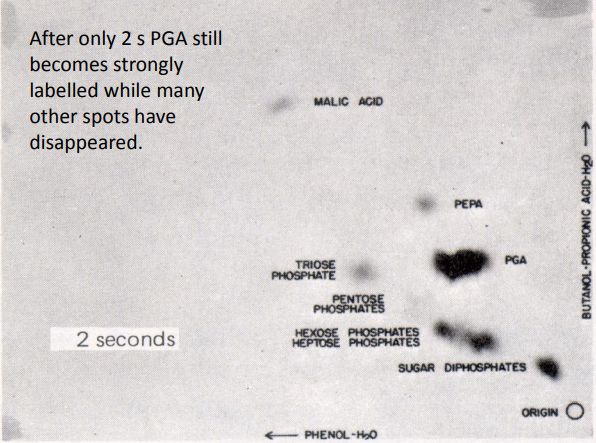 After only 2 s PGA still
becomes strongly
labelled while many
other spots have
disappeared.
MALIC ACID
PEPA
PGA
TRIOSE
PHOSPHATE
PENTOSE
PHOSPHATES
HEXOSE PHOSPHATES
HEPTOSE PHOSPHATES
SUGAR DIPHOSPHATES
2 seconds
ORIGIN
PHENOL-H₂O
BUTANOL-PROPIONIC ACID-H₂O